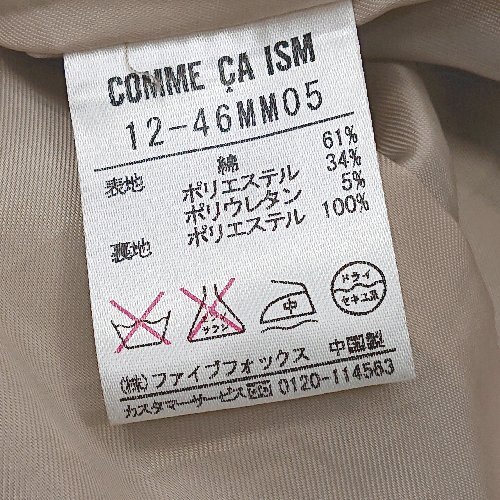 COMME ÇA ISM
12-46MM05
表地 綿 61%
ポリエステル 34%
ポリウレタン 5%
裏地 ポリエステル 100%
エンソ サラシ 中 ドライ セキユ系
(株)ファイブフォックス 中国製
カスタマーサービス 0120-114563